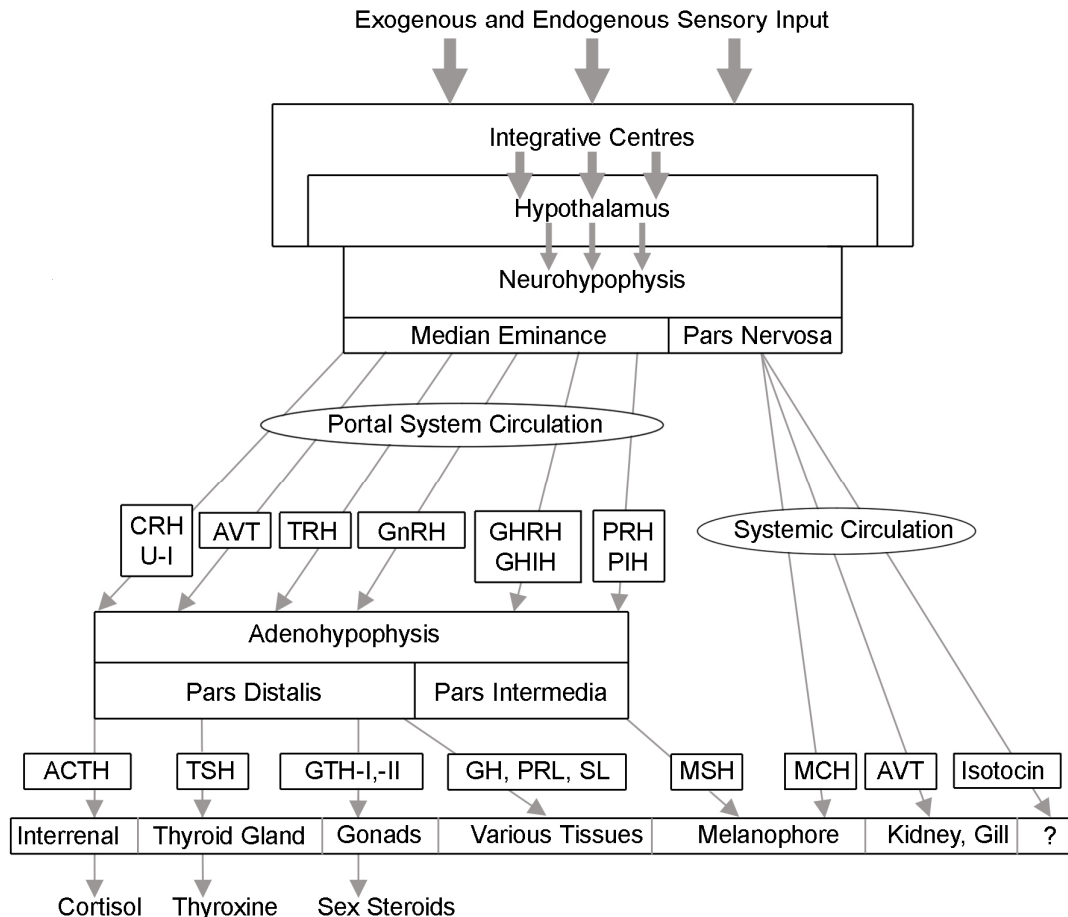 Exogenous and Endogenous Sensory Input
Integrative Centres
Hypothalamus
Neurohypophysis
Median Eminance
Pars Nervosa
Portal System Circulation
CRH
U-I
AVT
TRH
GnRH
GHRH
GHIH
PRH
PIH
Systemic Circulation
Adenohypophysis
Pars Distalis
Pars Intermedia
ACTH
TSH
GTH-I,-II
GH, PRL, SL
MSH
MCH
AVT
Isotocin
Interrenal
Thyroid Gland
Gonads
Various Tissues
Melanophore
Kidney, Gill
?
Cortisol
Thyroxine
Sex Steroids